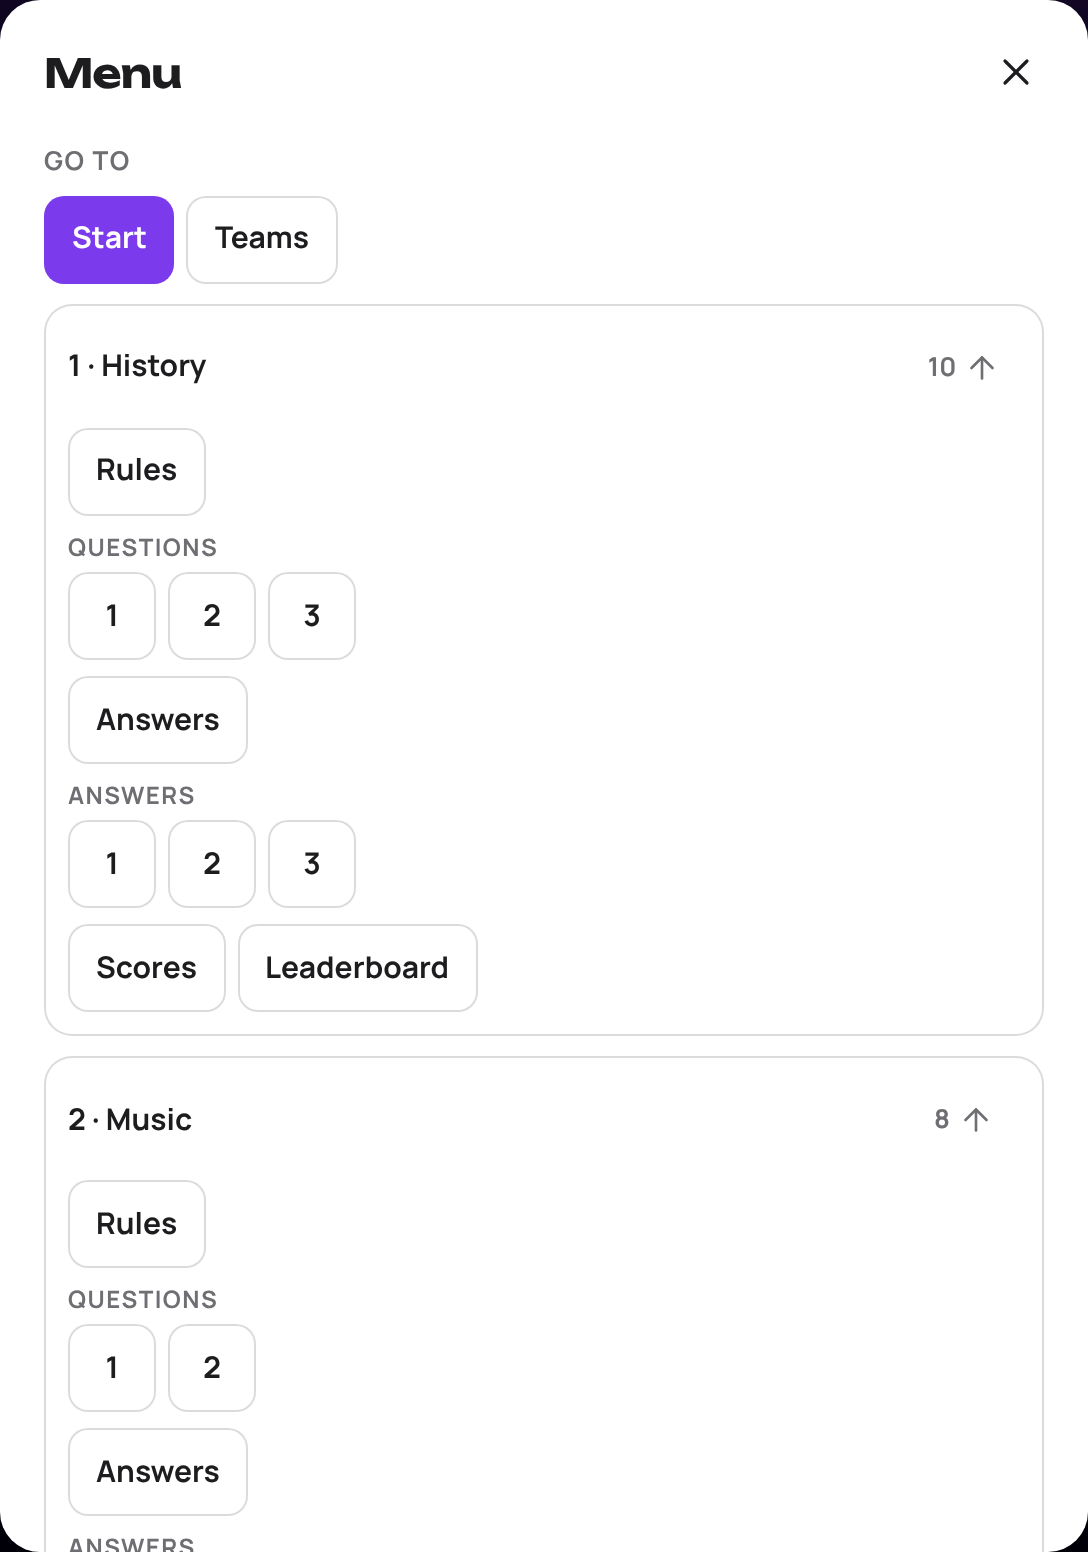 Menu
GO TO
Start Teams
1 · History 10
Rules
QUESTIONS
1 2 3
Answers
ANSWERS
1 2 3
Scores Leaderboard
2 · Music 8
Rules
QUESTIONS
1 2
Answers
ANSWERS